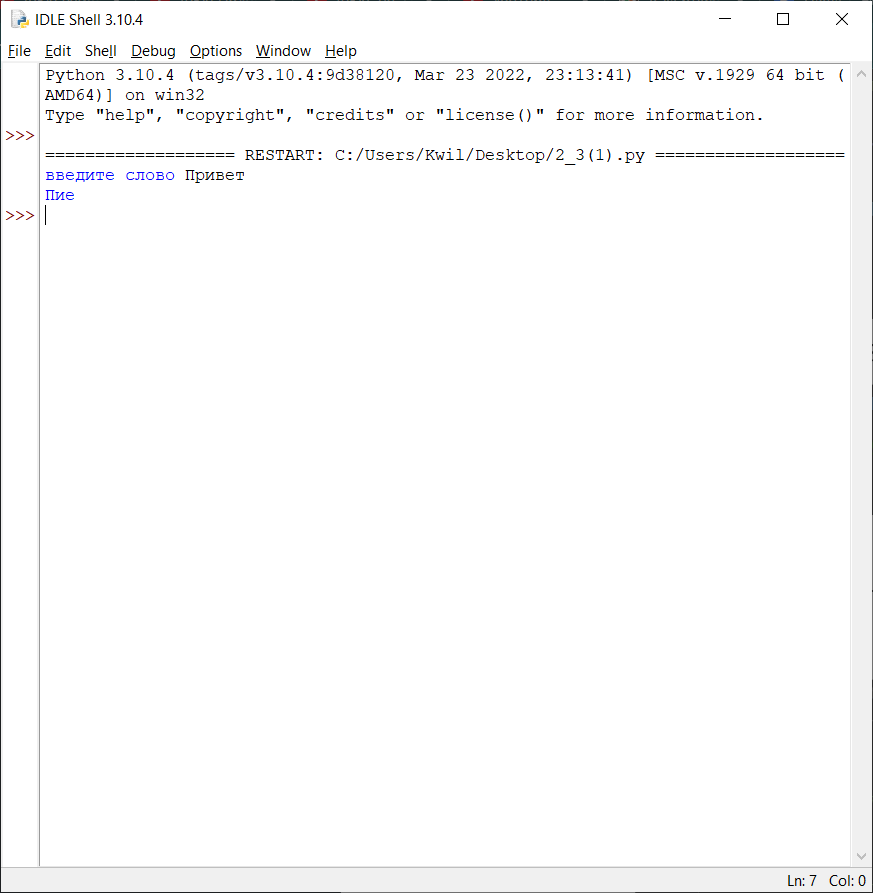 IDLE Shell 3.10.4
File Edit Shell Debug Options Window Help
Python 3.10.4 (tags/v3.10.4:9d38120, Mar 23 2022, 23:13:41) [MSC v.1929 64 bit (
AMD64)] on win32
Type "help", "copyright", "credits" or "license()" for more information.
>>>
=================== RESTART: C:/Users/Kwil/Desktop/2_3(1).py ===================
введите слово Привет
Пие
>>>
Ln: 7 Col: 0